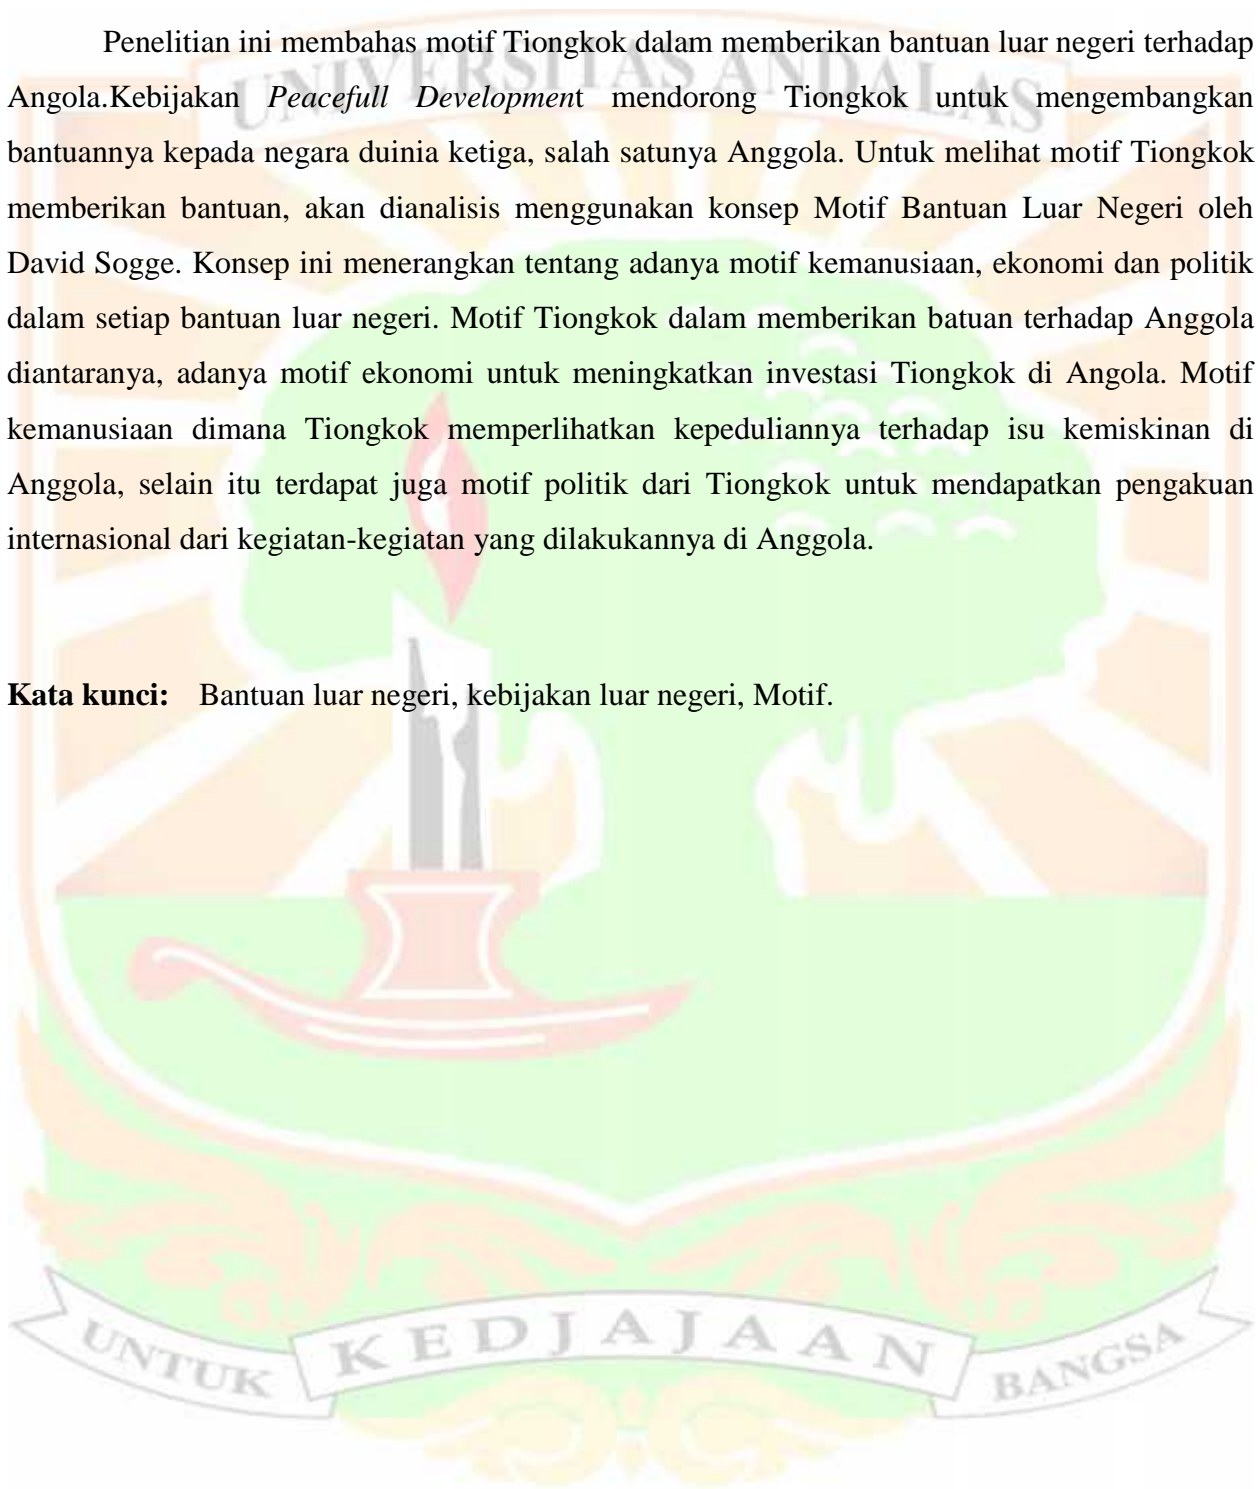 Penelitian ini membahas motif Tiongkok dalam memberikan bantuan luar negeri terhadap
Angola.Kebijakan Peacefull Development mendorong Tiongkok untuk mengembangkan
bantuannya kepada negara duinia ketiga, salah satunya Anggola. Untuk melihat motif Tiongkok
memberikan bantuan, akan dianalisis menggunakan konsep Motif Bantuan Luar Negeri oleh
David Sogge. Konsep ini menerangkan tentang adanya motif kemanusiaan, ekonomi dan politik
dalam setiap bantuan luar negeri. Motif Tiongkok dalam memberikan batuan terhadap Anggola
diantaranya, adanya motif ekonomi untuk meningkatkan investasi Tiongkok di Angola. Motif
kemanusiaan dimana Tiongkok memperlihatkan kepeduliannya terhadap isu kemiskinan di
Anggola, selain itu terdapat juga motif politik dari Tiongkok untuk mendapatkan pengakuan
internasional dari kegiatan-kegiatan yang dilakukannya di Anggola.
Kata kunci: Bantuan luar negeri, kebijakan luar negeri, Motif.
UNIVERSITAS ANDALAS
UNTUK KEDJAJAAN BANGSA